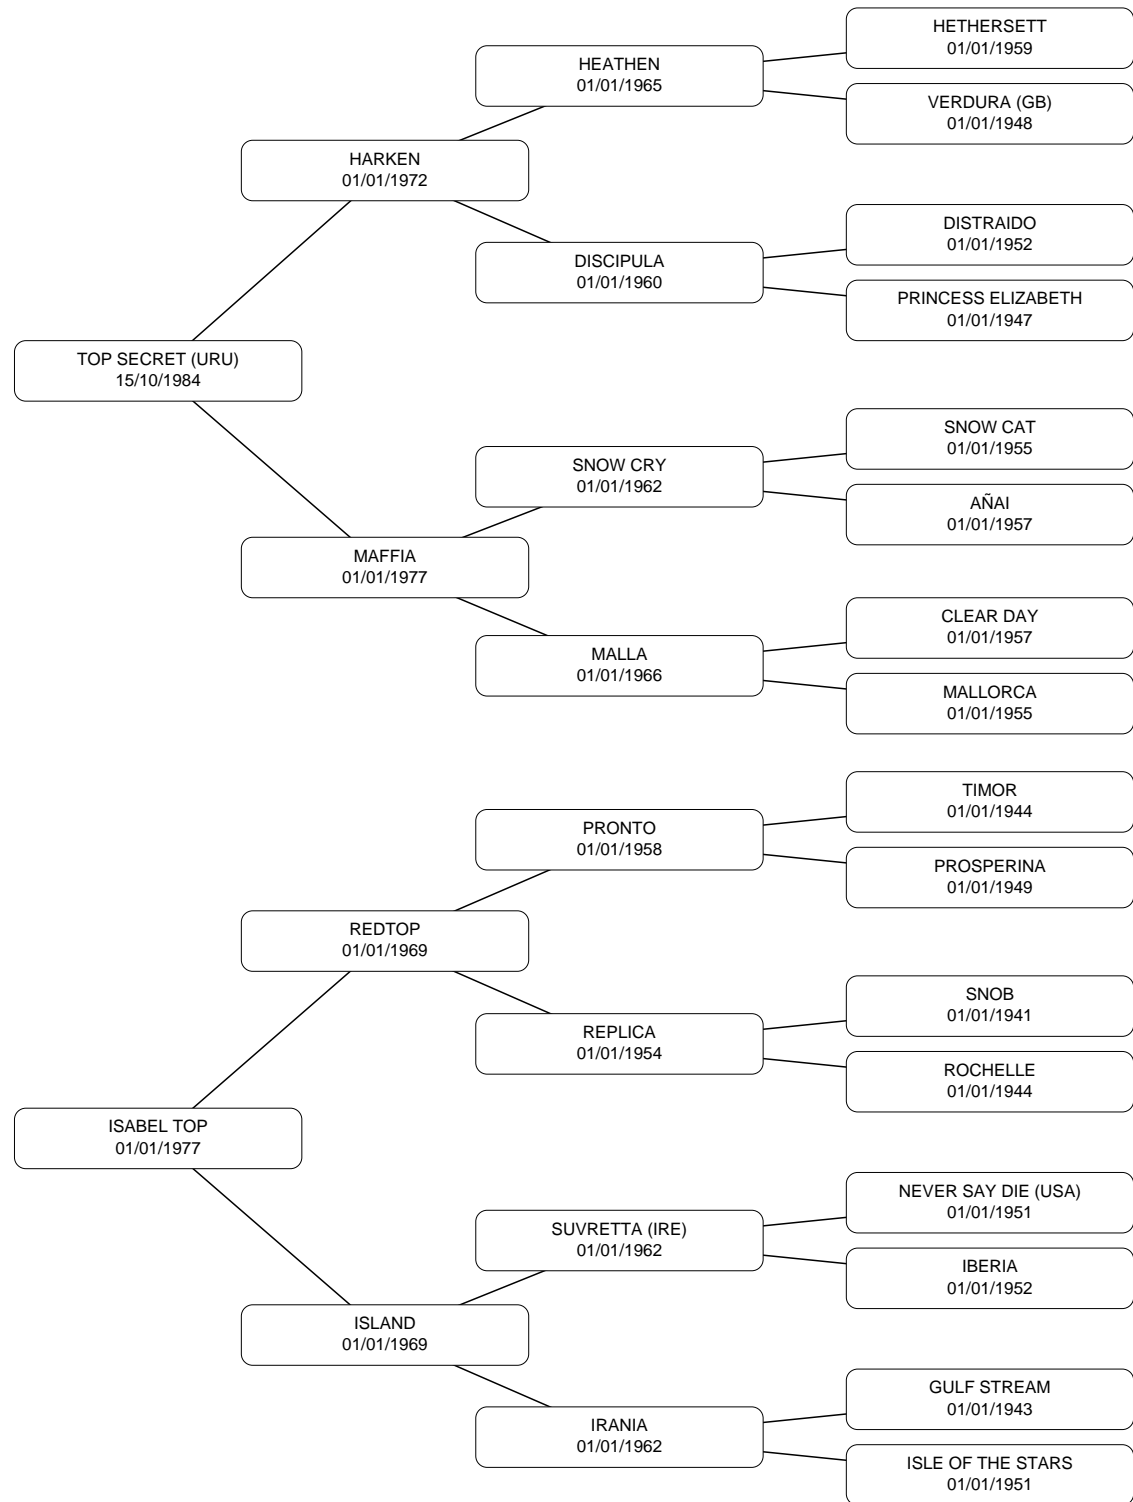 HETHERSETT
01/01/1959
HEATHEN
01/01/1965
VERDURA (GB)
01/01/1948
HARKEN
01/01/1972
DISTRAIDO
01/01/1952
DISCIPULA
01/01/1960
PRINCESS ELIZABETH
01/01/1947
TOP SECRET (URU)
15/10/1984
SNOW CAT
01/01/1955
SNOW CRY
01/01/1962
AÑAI
01/01/1957
MAFFIA
01/01/1977
CLEAR DAY
01/01/1957
MALLA
01/01/1966
MALLORCA
01/01/1955
TIMOR
01/01/1944
PRONTO
01/01/1958
PROSPERINA
01/01/1949
REDTOP
01/01/1969
SNOB
01/01/1941
REPLICA
01/01/1954
ROCHELLE
01/01/1944
ISABEL TOP
01/01/1977
NEVER SAY DIE (USA)
01/01/1951
SUVRETTA (IRE)
01/01/1962
IBERIA
01/01/1952
ISLAND
01/01/1969
GULF STREAM
01/01/1943
IRANIA
01/01/1962
ISLE OF THE STARS
01/01/1951